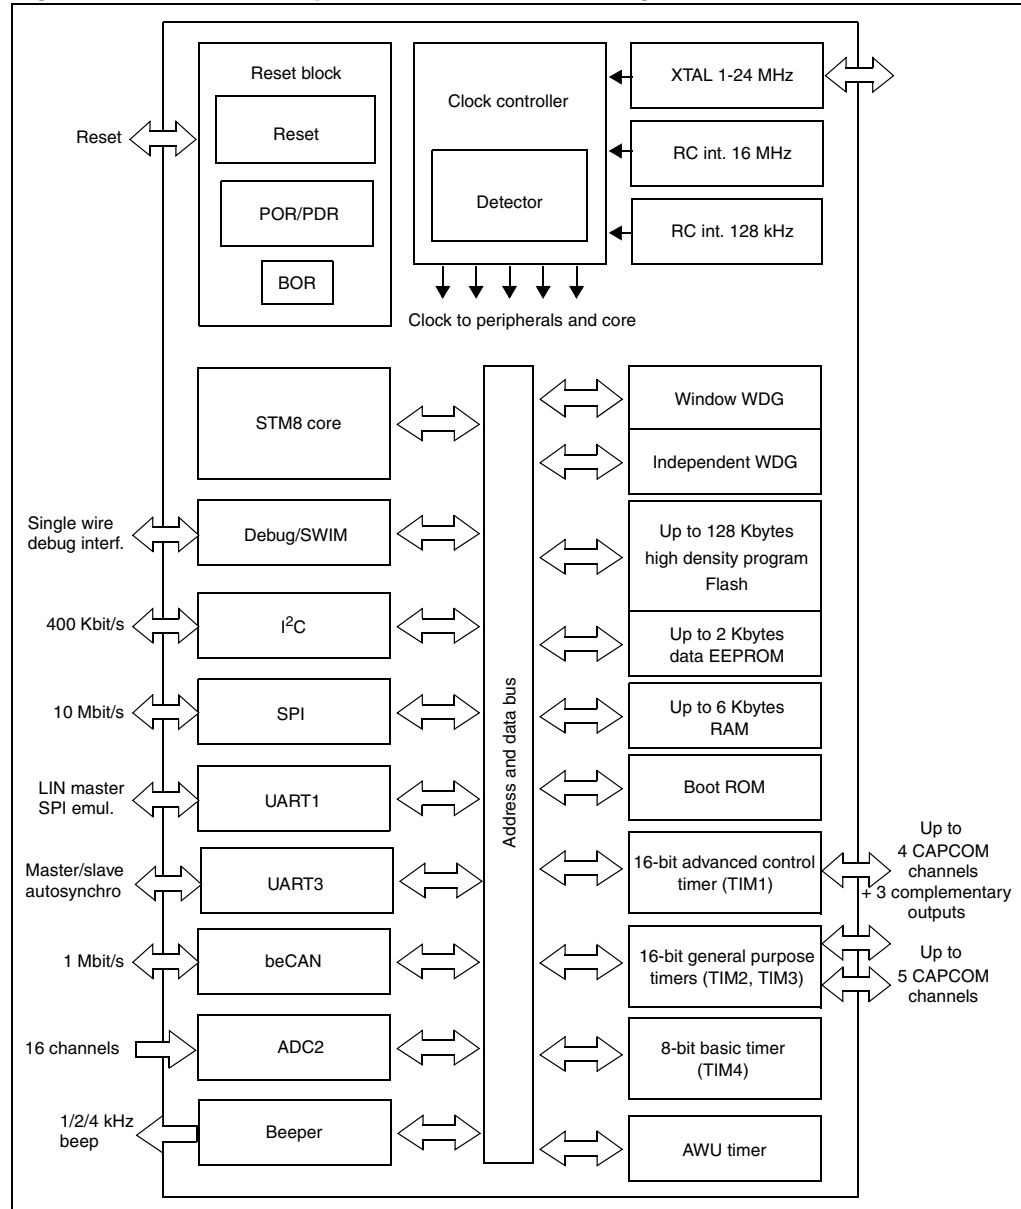 Reset block
Reset
POR/PDR
BOR
Reset
Clock controller
Detector
XTAL 1-24 MHz
RC int. 16 MHz
RC int. 128 kHz
Clock to peripherals and core
STM8 core
Single wire
debug interf.
Debug/SWIM
400 Kbit/s
I²C
10 Mbit/s
SPI
LIN master
SPI emul.
UART1
Master/slave
autosynchro
UART3
1 Mbit/s
beCAN
16 channels
ADC2
1/2/4 kHz
beep
Beeper
Address and data bus
Window WDG
Independent WDG
Up to 128 Kbytes
high density program
Flash
Up to 2 Kbytes
data EEPROM
Up to 6 Kbytes
RAM
Boot ROM
16-bit advanced control
timer (TIM1)
Up to
4 CAPCOM
channels
+ 3 complementary
outputs
16-bit general purpose
timers (TIM2, TIM3)
Up to
5 CAPCOM
channels
8-bit basic timer
(TIM4)
AWU timer